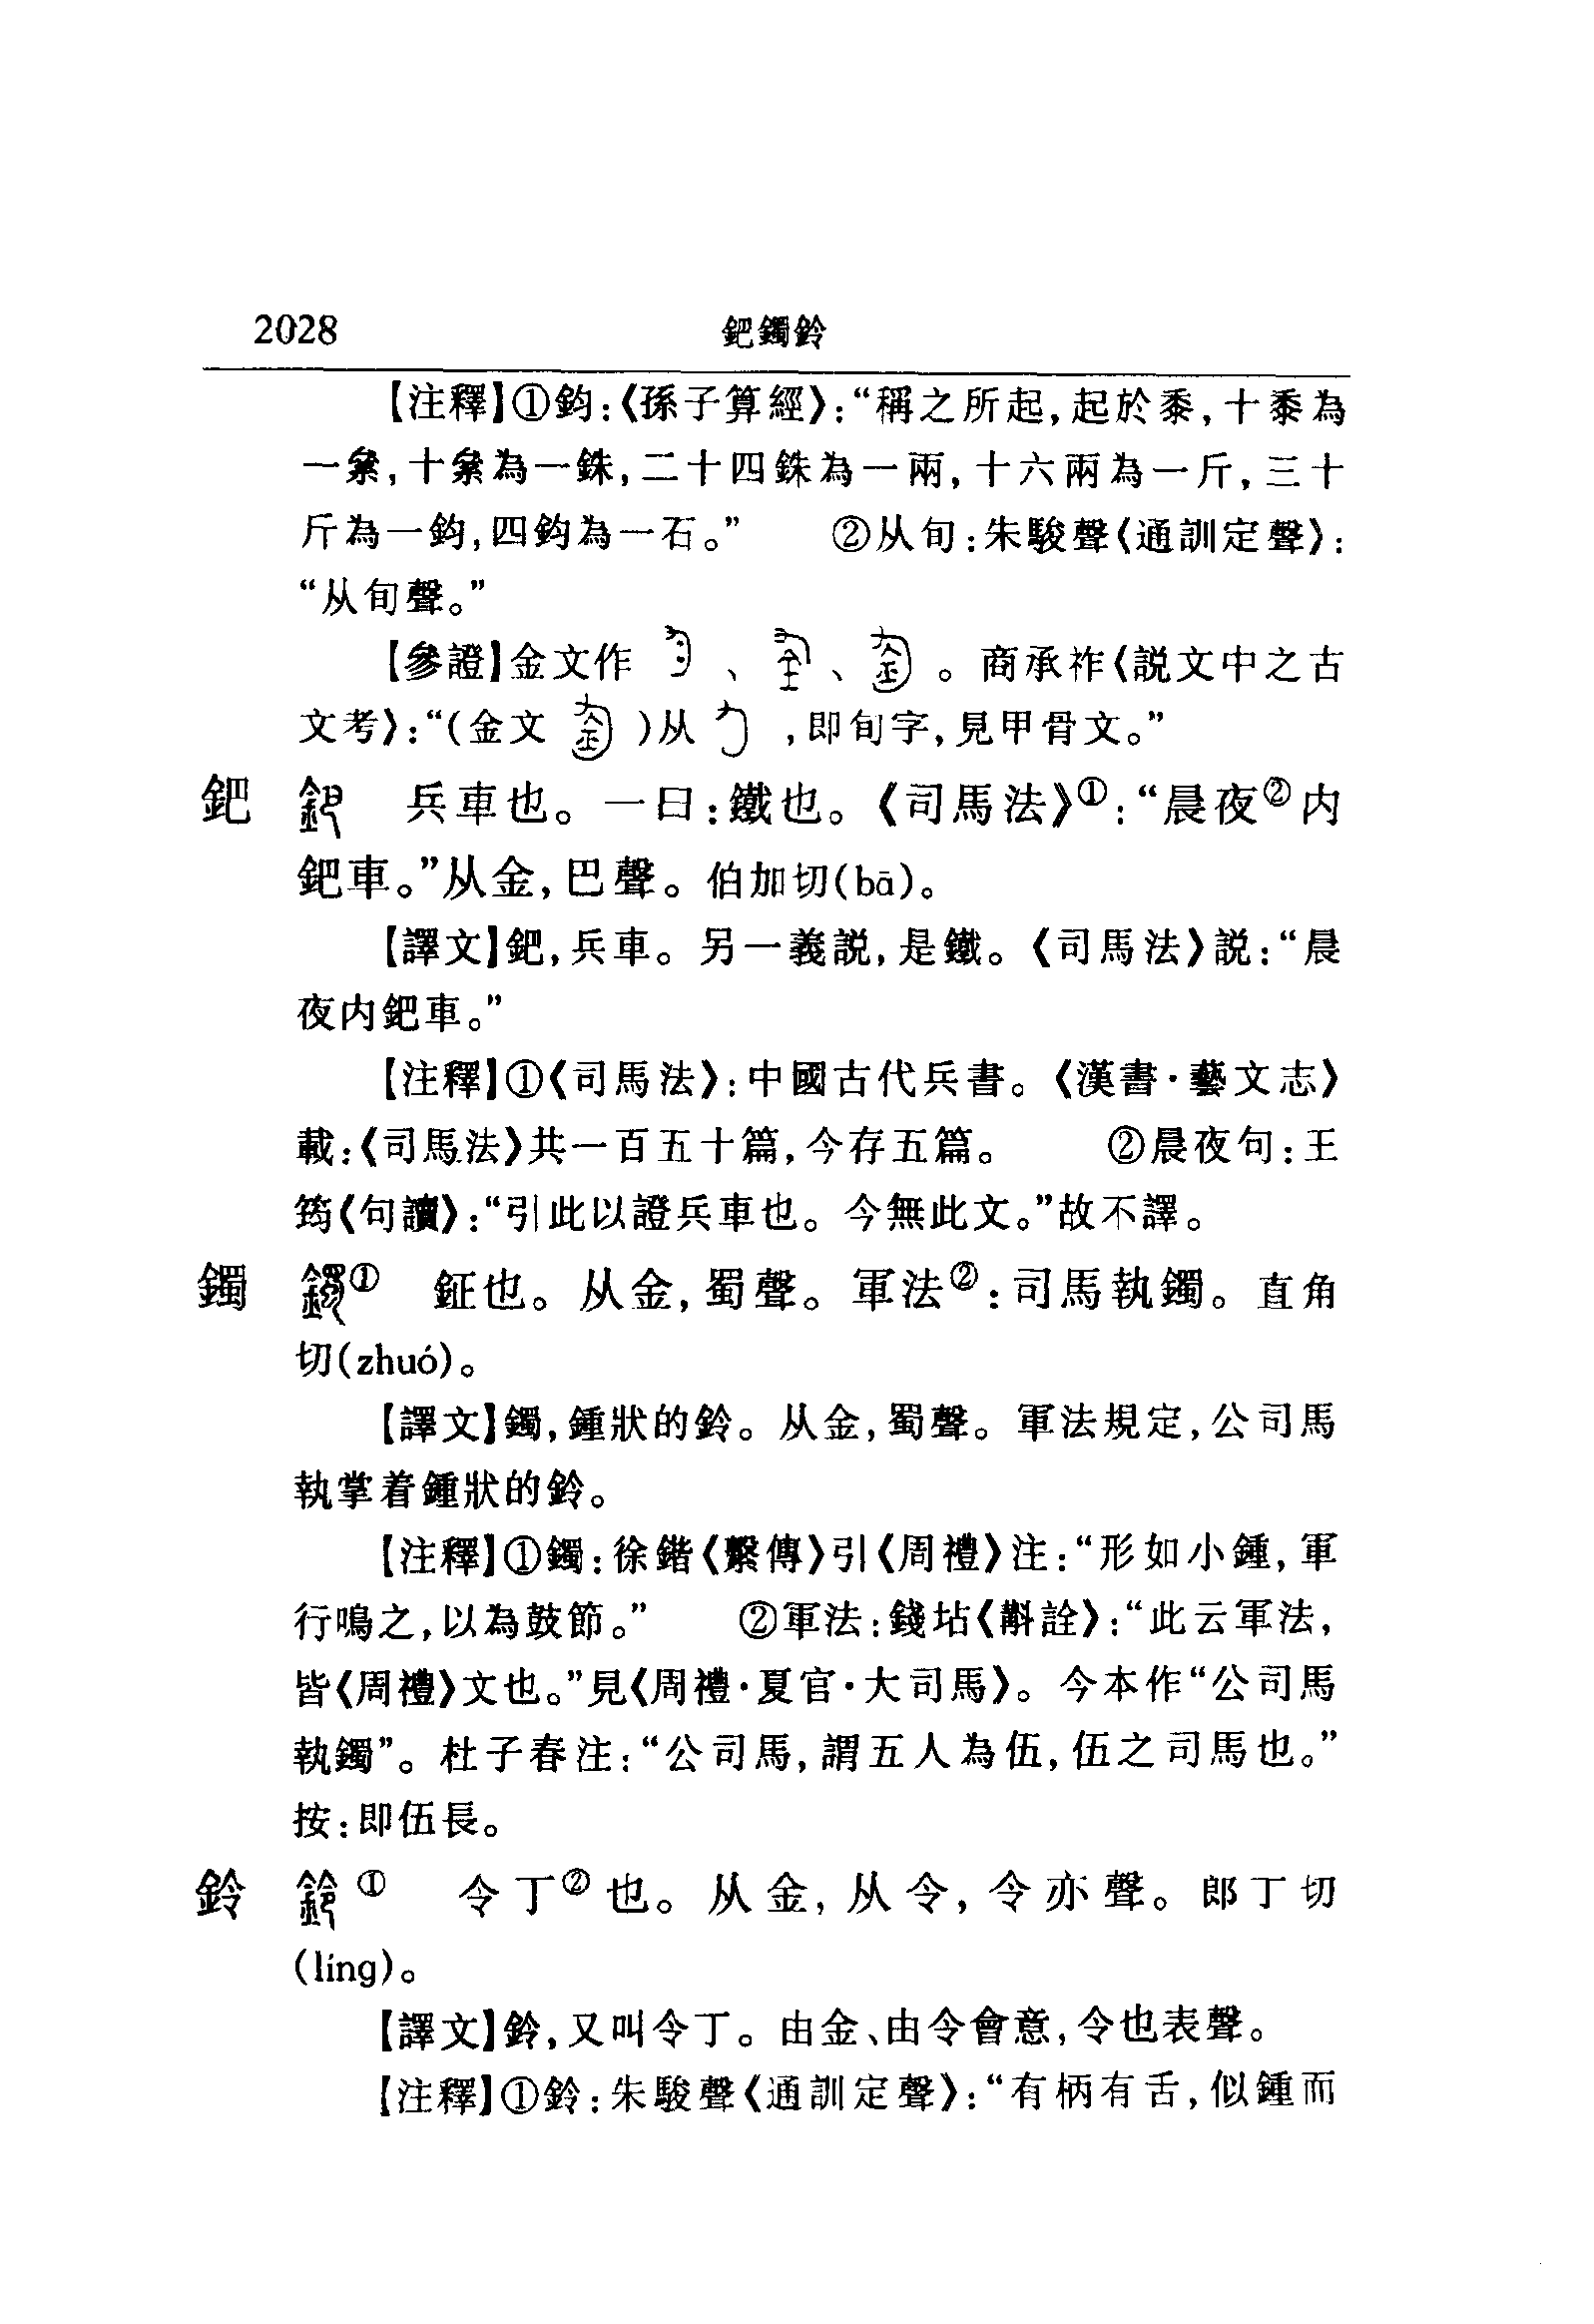 2028 鈀鐲鈴
【注釋】①鈞:《孫子算經》:“稱之所起,起於黍,十黍為
一絫,十絫為一銖,二十四銖為一兩,十六兩為一斤,三十
斤為一鈞,四鈞為一石。” ②从旬:朱駿聲《通訓定聲》:
“从旬聲。”
【參證】金文作 、 、 。商承祚《説文中之古
文考》:“(金文 )从 ,即旬字,見甲骨文。”
鈀 兵車也。一曰:鐵也。《司馬法》①:“晨夜②内
鈀車。”从金,巴聲。伯加切(bā)。
【譯文】鈀,兵車。另一義説,是鐵。《司馬法》説:“晨
夜内鈀車。”
【注釋】①《司馬法》:中國古代兵書。《漢書·藝文志》
載:《司馬法》共一百五十篇,今存五篇。 ②晨夜句:王
筠《句讀》:“引此以證兵車也。今無此文。”故不譯。
鐲 ① 鉦也。从金,蜀聲。軍法②:司馬執鐲。直角
切(zhuó)。
【譯文】鐲,鍾狀的鈴。从金,蜀聲。軍法規定,公司馬
執掌着鍾狀的鈴。
【注釋】①鐲:徐鍇《繫傳》引《周禮》注:“形如小鍾,軍
行鳴之,以為鼓節。” ②軍法:錢坫《斠詮》:“此云軍法,
皆《周禮》文也。”見《周禮·夏官·大司馬》。今本作“公司馬
執鐲”。杜子春注:“公司馬,謂五人為伍,伍之司馬也。”
按:即伍長。
鈴 ① 令丁②也。从金,从令,令亦聲。郎丁切
(líng)。
【譯文】鈴,又叫令丁。由金、由令會意,令也表聲。
【注釋】①鈴:朱駿聲《通訓定聲》:“有柄有舌,似鍾而